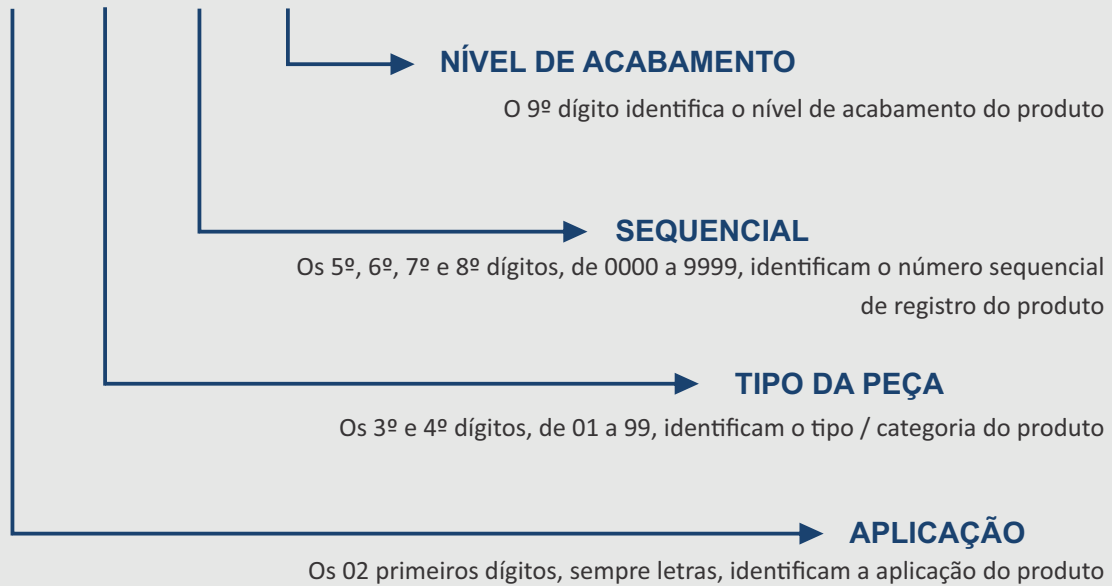 NÍVEL DE ACABAMENTO
O 9º dígito identifica o nível de acabamento do produto
SEQUENCIAL
Os 5º, 6º, 7º e 8º dígitos, de 0000 a 9999, identificam o número sequencial
de registro do produto
TIPO DA PEÇA
Os 3º e 4º dígitos, de 01 a 99, identificam o tipo / categoria do produto
APLICAÇÃO
Os 02 primeiros dígitos, sempre letras, identificam a aplicação do produto